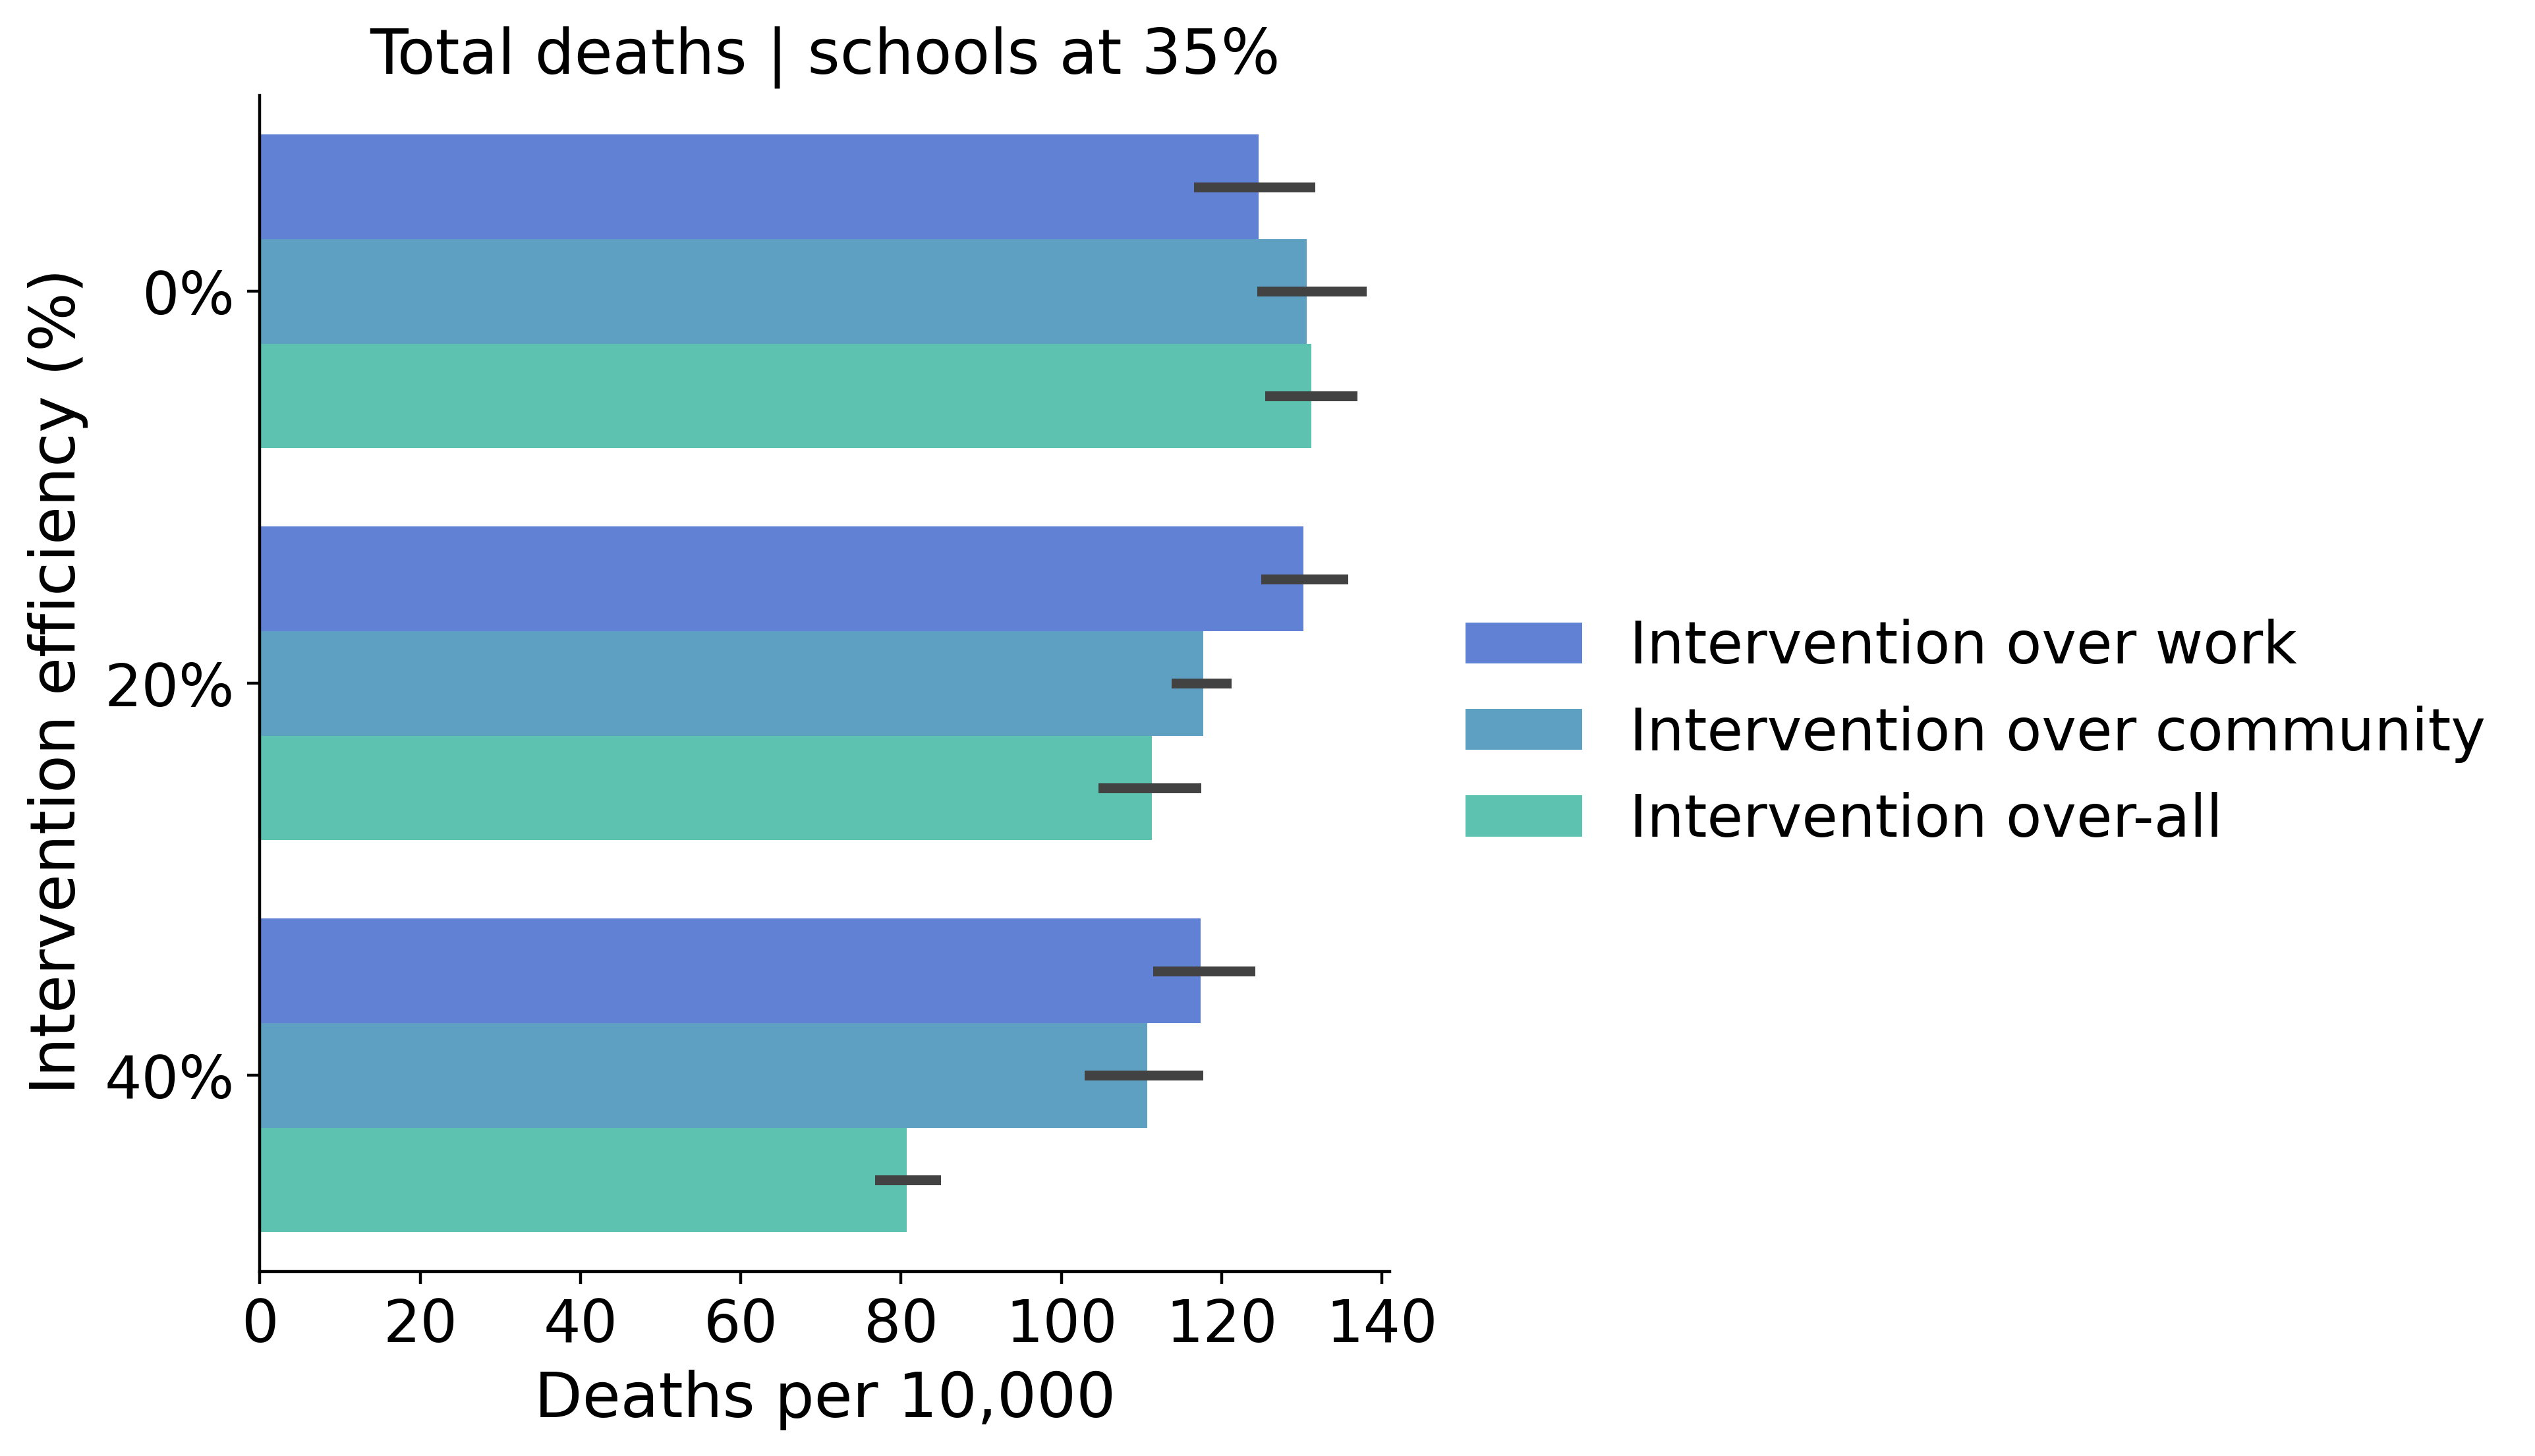 Total deaths | schools at 35%
Intervention efficiency (%)
0%
20%
40%
0 20 40 60 80 100 120 140
Deaths per 10,000
Intervention over work
Intervention over community
Intervention over-all